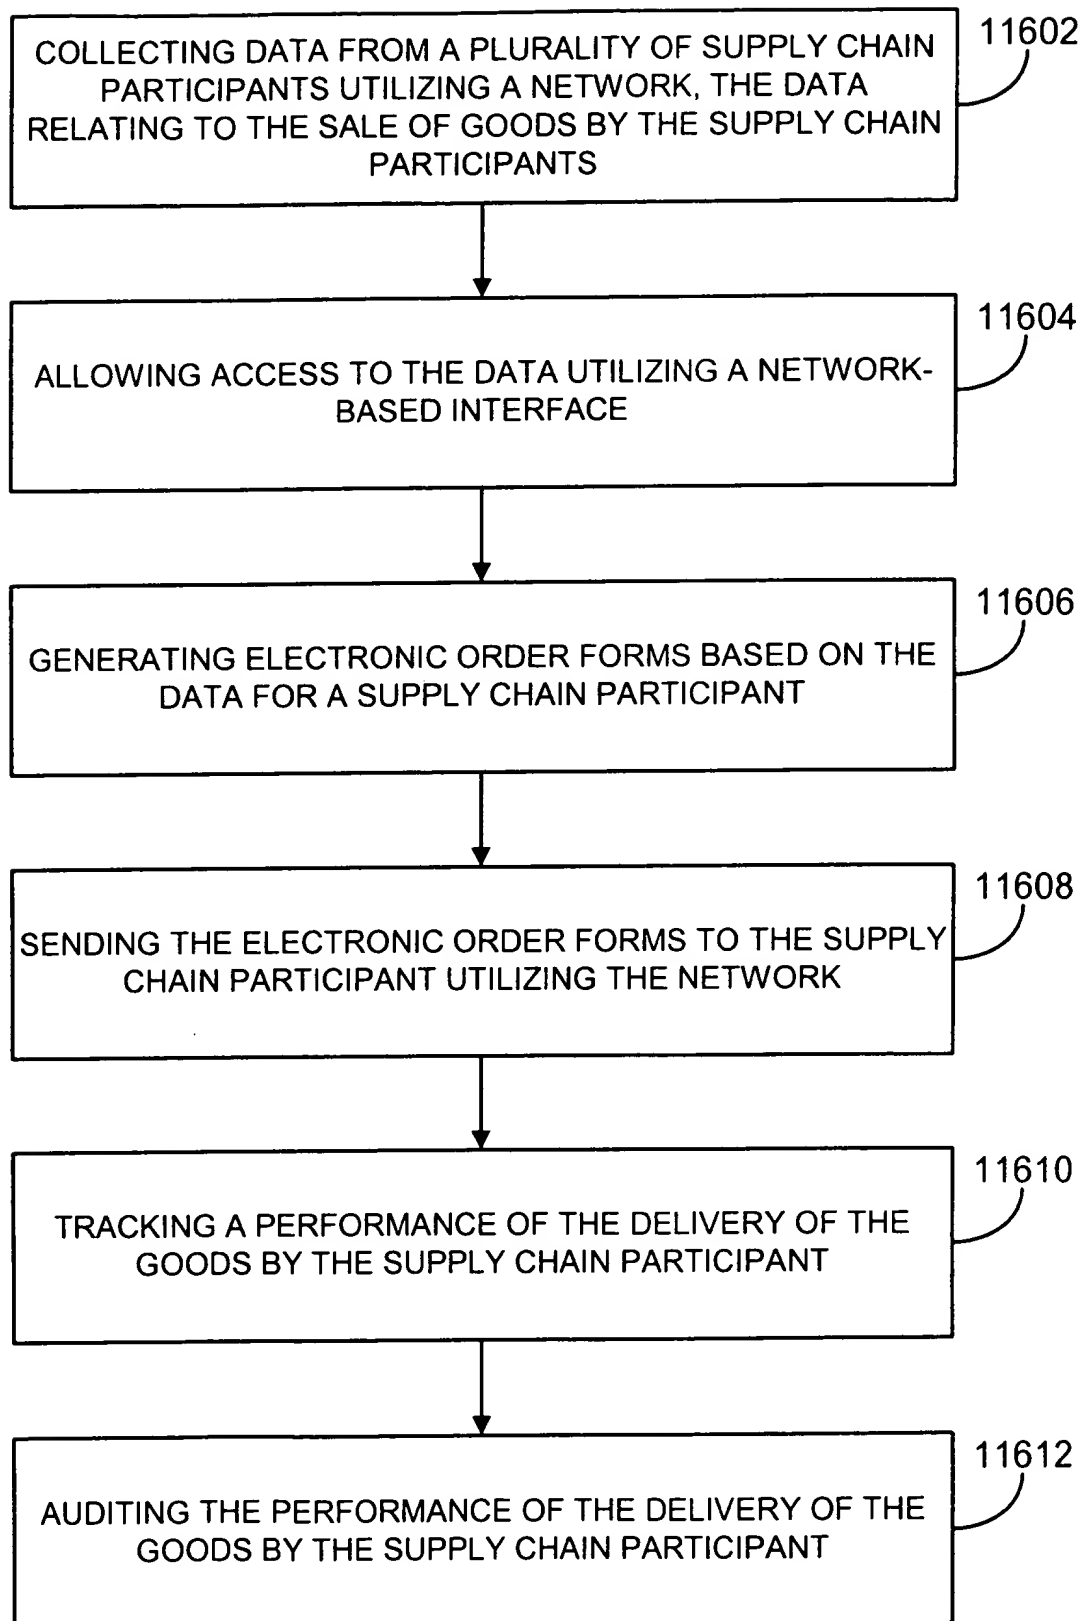 11602
COLLECTING DATA FROM A PLURALITY OF SUPPLY CHAIN
PARTICIPANTS UTILIZING A NETWORK, THE DATA
RELATING TO THE SALE OF GOODS BY THE SUPPLY CHAIN
PARTICIPANTS
11604
ALLOWING ACCESS TO THE DATA UTILIZING A NETWORK-
BASED INTERFACE
11606
GENERATING ELECTRONIC ORDER FORMS BASED ON THE
DATA FOR A SUPPLY CHAIN PARTICIPANT
11608
SENDING THE ELECTRONIC ORDER FORMS TO THE SUPPLY
CHAIN PARTICIPANT UTILIZING THE NETWORK
11610
TRACKING A PERFORMANCE OF THE DELIVERY OF THE
GOODS BY THE SUPPLY CHAIN PARTICIPANT
11612
AUDITING THE PERFORMANCE OF THE DELIVERY OF THE
GOODS BY THE SUPPLY CHAIN PARTICIPANT